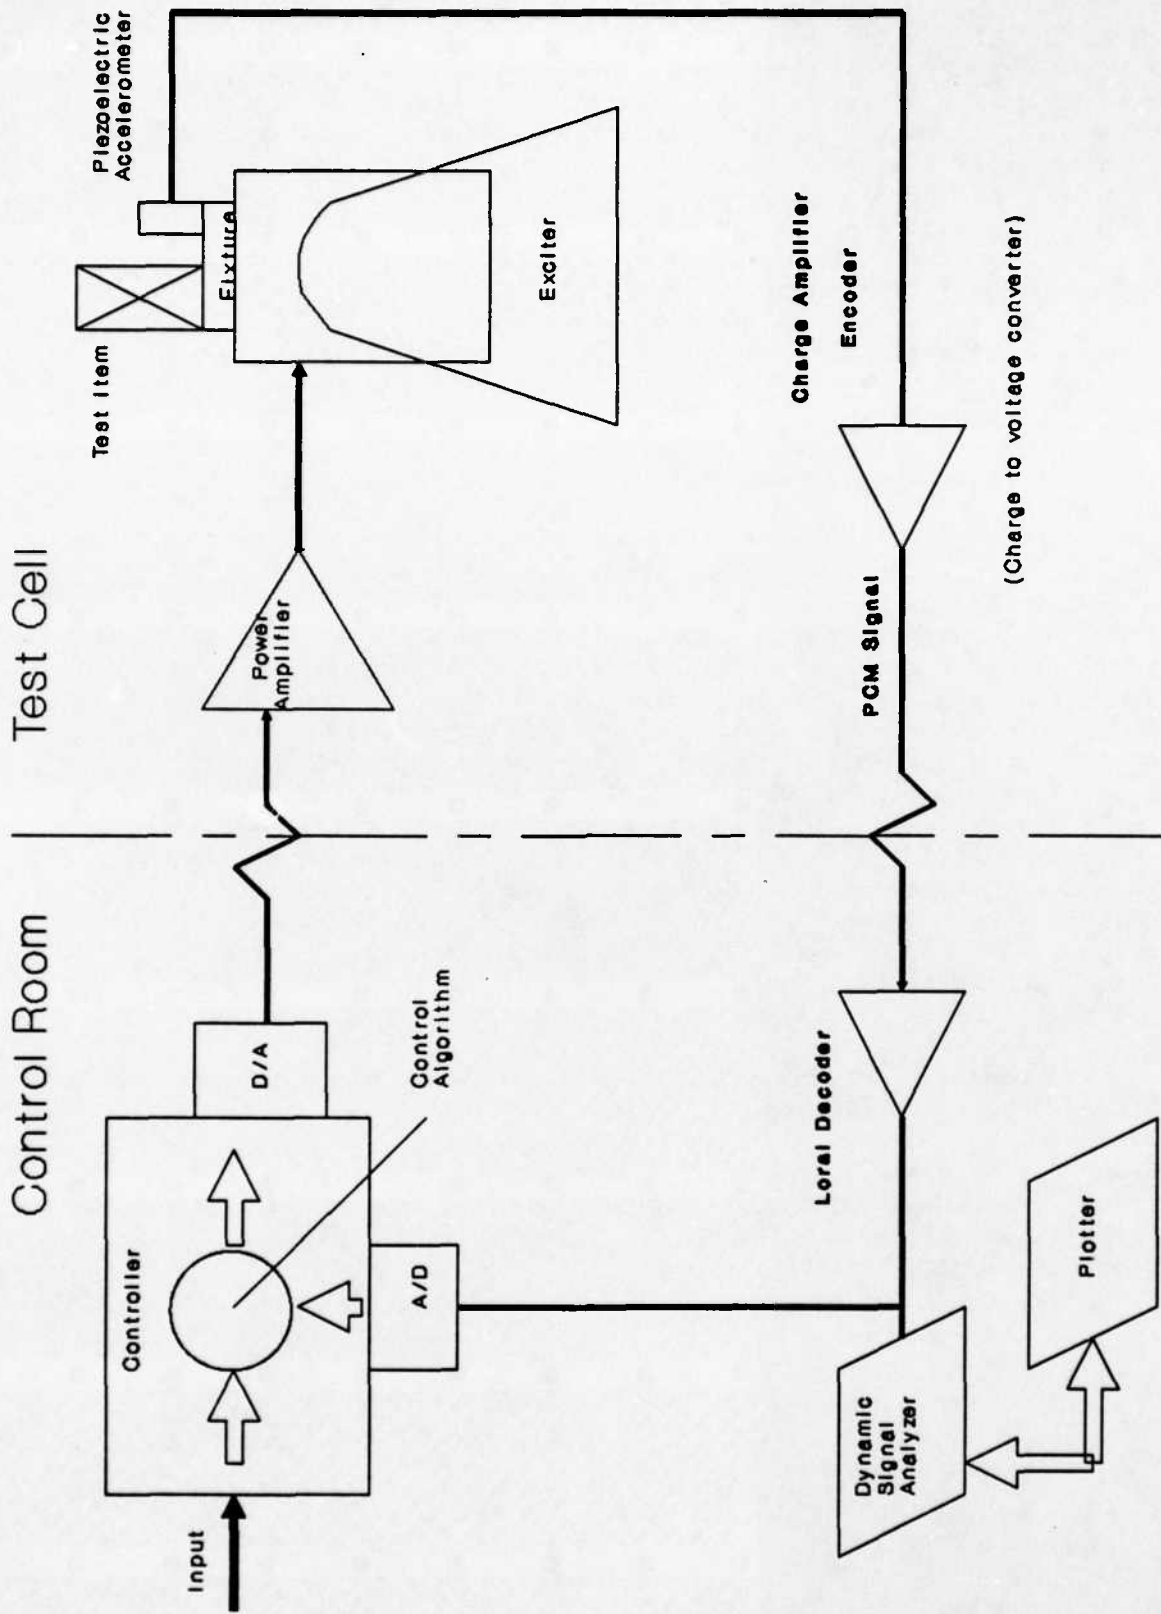 Control Room
Test Cell
Input
Controller
D/A
A/D
Control
Algorithm
Power
Amplifier
Test Item
Piezoelectric
Accelerometer
Fixture
Exciter
Dynamic
Signal
Analyzer
Plotter
Loral Decoder
PCM Signal
Charge Amplifier
Encoder
(Charge to voltage converter)